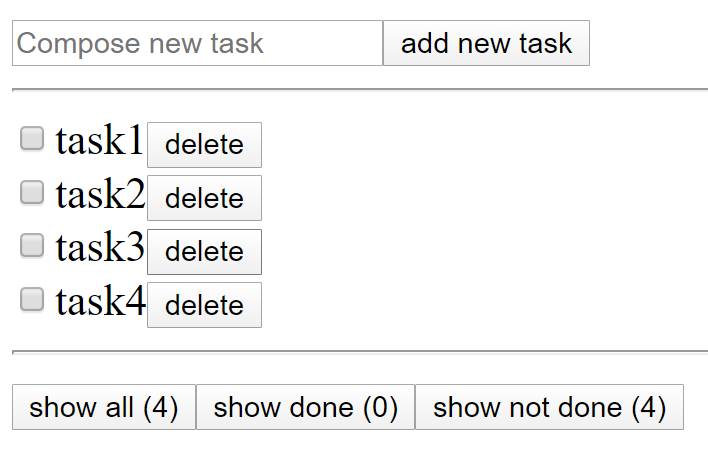 Compose new task add new task
task1 delete
task2 delete
task3 delete
task4 delete
show all (4) show done (0) show not done (4)